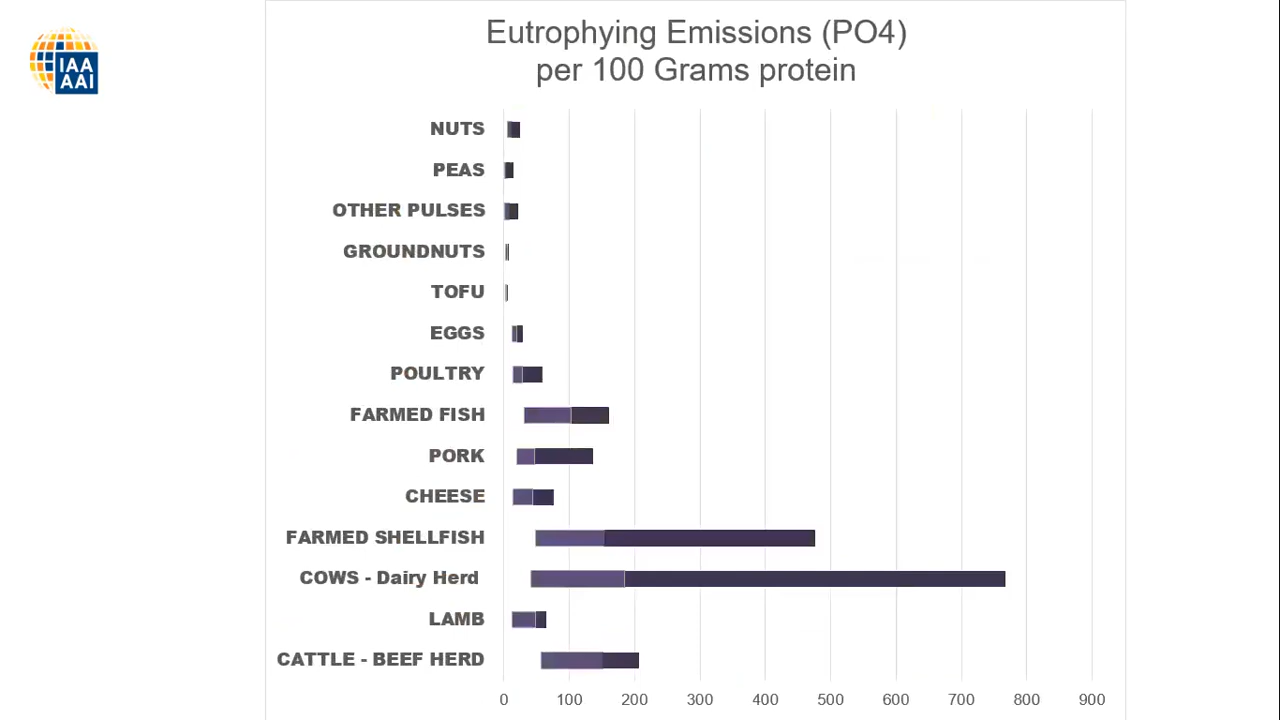 IAA
AAI
Eutrophying Emissions (PO4)
per 100 Grams protein
NUTS
PEAS
OTHER PULSES
GROUNDNUTS
TOFU
EGGS
POULTRY
FARMED FISH
PORK
CHEESE
FARMED SHELLFISH
COWS - Dairy Herd
LAMB
CATTLE - BEEF HERD
0 100 200 300 400 500 600 700 800 900